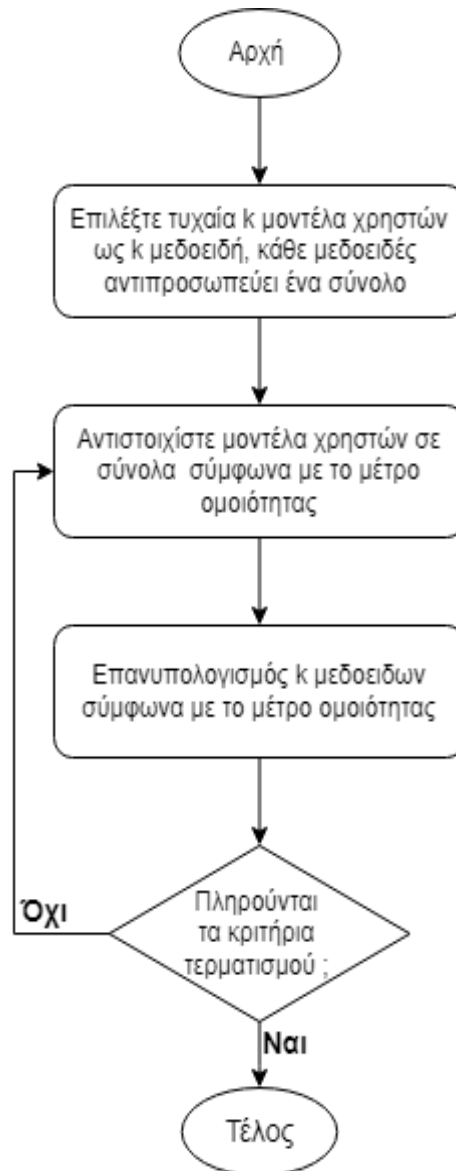 Αρχή
Επιλέξτε τυχαία k μοντέλα χρηστών
ως k μεδοειδή, κάθε μεδοειδές
αντιπροσωπεύει ένα σύνολο
Αντιστοιχίστε μοντέλα χρηστών σε
σύνολα σύμφωνα με το μέτρο
ομοιότητας
Επανυπολογισμός k μεδοειδων
σύμφωνα με το μέτρο ομοιότητας
Πληρούνται
τα κριτήρια
τερματισμού ;
Όχι
Ναι
Τέλος